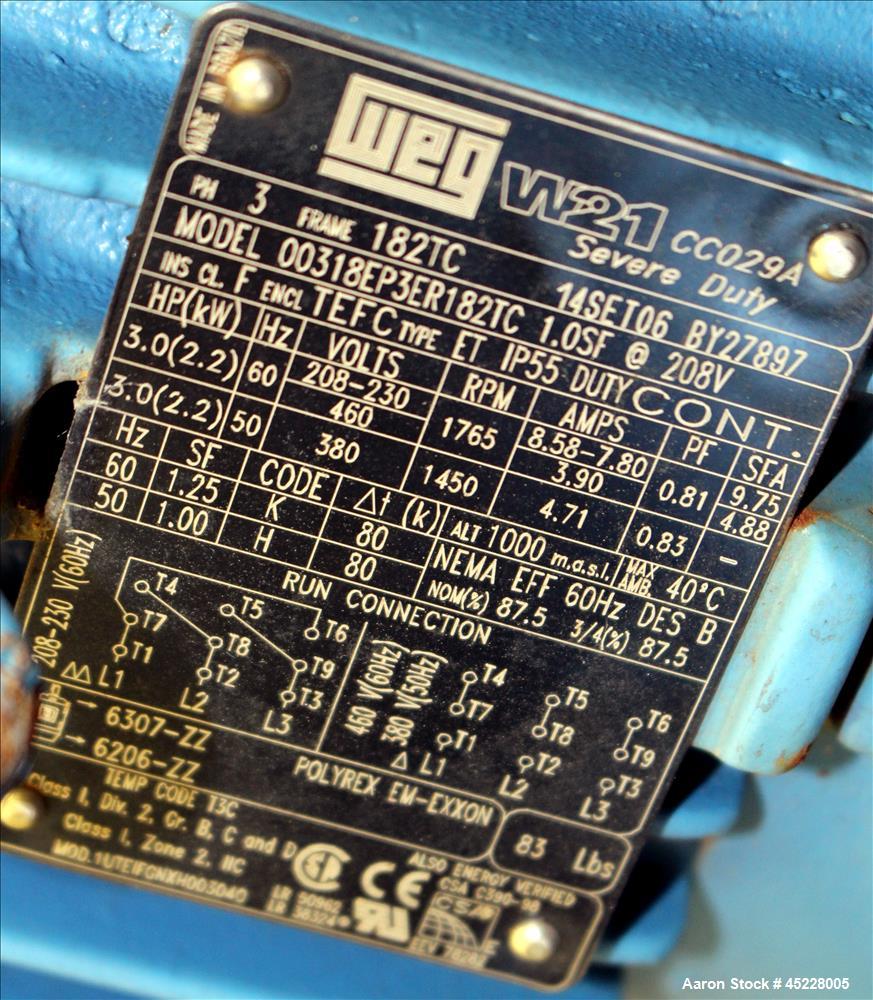 MADE IN BRAZIL
WEG W21 CC029A
Severe Duty
PH 3 FRAME 182TC 14SET06 BY27897
MODEL 00318EP3ER182TC 1.0SF @ 208V
INS CL. F ENCL TEFC TYPE ET IP55 DUTY CONT.
HP(kW) Hz VOLTS RPM AMPS PF SFA
3.0(2.2) 60 208-230 1765 8.58-7.80 0.81 9.75
460 3.90 4.88
3.0(2.2) 50 380 1450 4.71 0.83 -
Hz SF CODE Δt (k) ALT 1000 m.a.s.l. MAX AMB. 40°C
60 1.25 K 80 NEMA EFF 60Hz DES B
50 1.00 H 80 NOM(%) 87.5 3/4(%) 87.5
RUN CONNECTION
208-230 V(60Hz)
T4 T5 T6
T7 T8 T9
T1 T2 T3
ΔΔ L1 L2 L3
460 V(60Hz)
380 V(50Hz)
T4 T5 T6
T7 T8 T9
T1 T2 T3
Δ L1 L2 L3
→ 6307-ZZ
→ 6206-ZZ
POLYREX EM-EXXON
83 Lbs
TEMP CODE T3C
Class I, Div. 2, Gr. B, C and D
Class I, Zone 2, IIC
MOD.1UTEIFGNXH003040
CE
ALSO ENERGY VERIFIED
CSA C390-98
LR 50962
LR 38324
Aaron Stock # 45228005